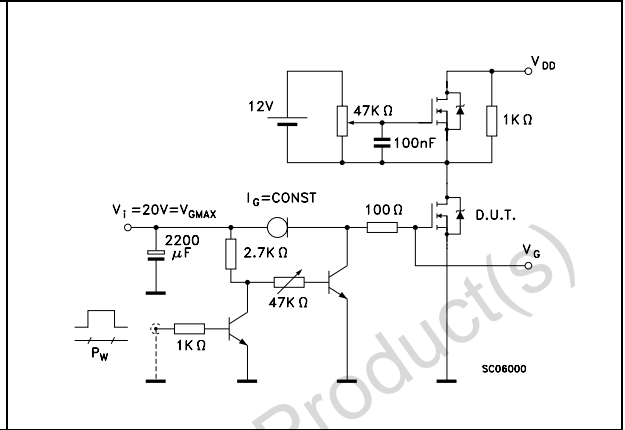 V DD
12V
47K Ω
100nF
1K Ω
I G =CONST
V i =20V=V GMAX
100 Ω
D.U.T.
2200
μF
2.7K Ω
V G
47K Ω
1K Ω
P W
SC06000
Product(s)